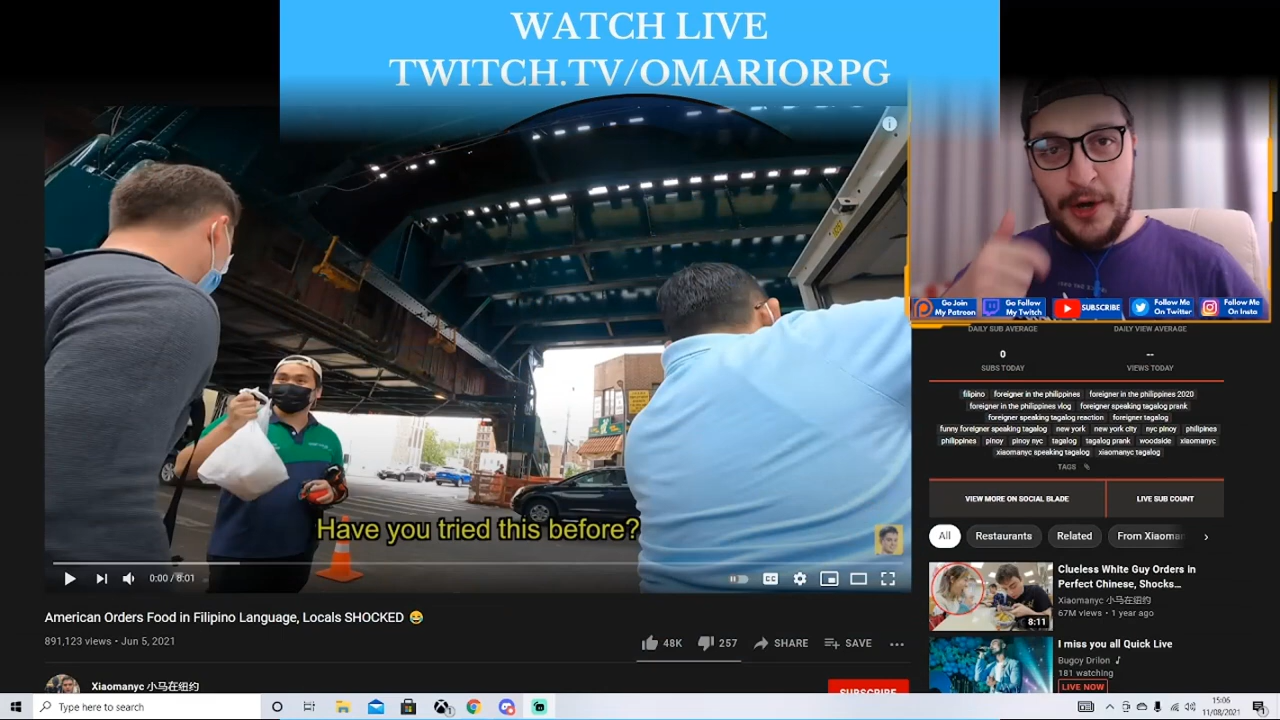 WATCH LIVE
TWITCH.TV/OMARIORPG
Go Join
My Patreon
Go Follow
My Twitch
SUBSCRIBE
Follow Me
On Twitter
Follow Me
On Insta
Have you tried this before?
0:00 / 8:01
CC
American Orders Food in Filipino Language, Locals SHOCKED 😂
891,123 views • Jun 5, 2021
48K
257
SHARE
SAVE
Xiaomanyc 小马在纽约
SUBSCRIBE
DAILY SUB AVERAGE
DAILY VIEW AVERAGE
0
--
SUBS TODAY
VIEWS TODAY
filipino foreigner in the philippines foreigner in the philippines 2020
foreigner in the philippines vlog foreigner speaking tagalog prank
foreigner speaking tagalog reaction foreigner tagalog
funny foreigner speaking tagalog new york new york city nyc pinoy philipines
philippines pinoy pinoy nyc tagalog tagalog prank woodside xiaomanyc
xiaomanyc speaking tagalog xiaomanyc tagalog
TAGS
VIEW MORE ON SOCIAL BLADE
LIVE SUB COUNT
All
Restaurants
Related
From Xiaoman
Clueless White Guy Orders in
Perfect Chinese, Shocks...
Xiaomanyc 小马在纽约
67M views • 1 year ago
8:11
I miss you all Quick Live
Bugoy Drilon
181 watching
LIVE NOW
Type here to search
15:06
11/08/2021